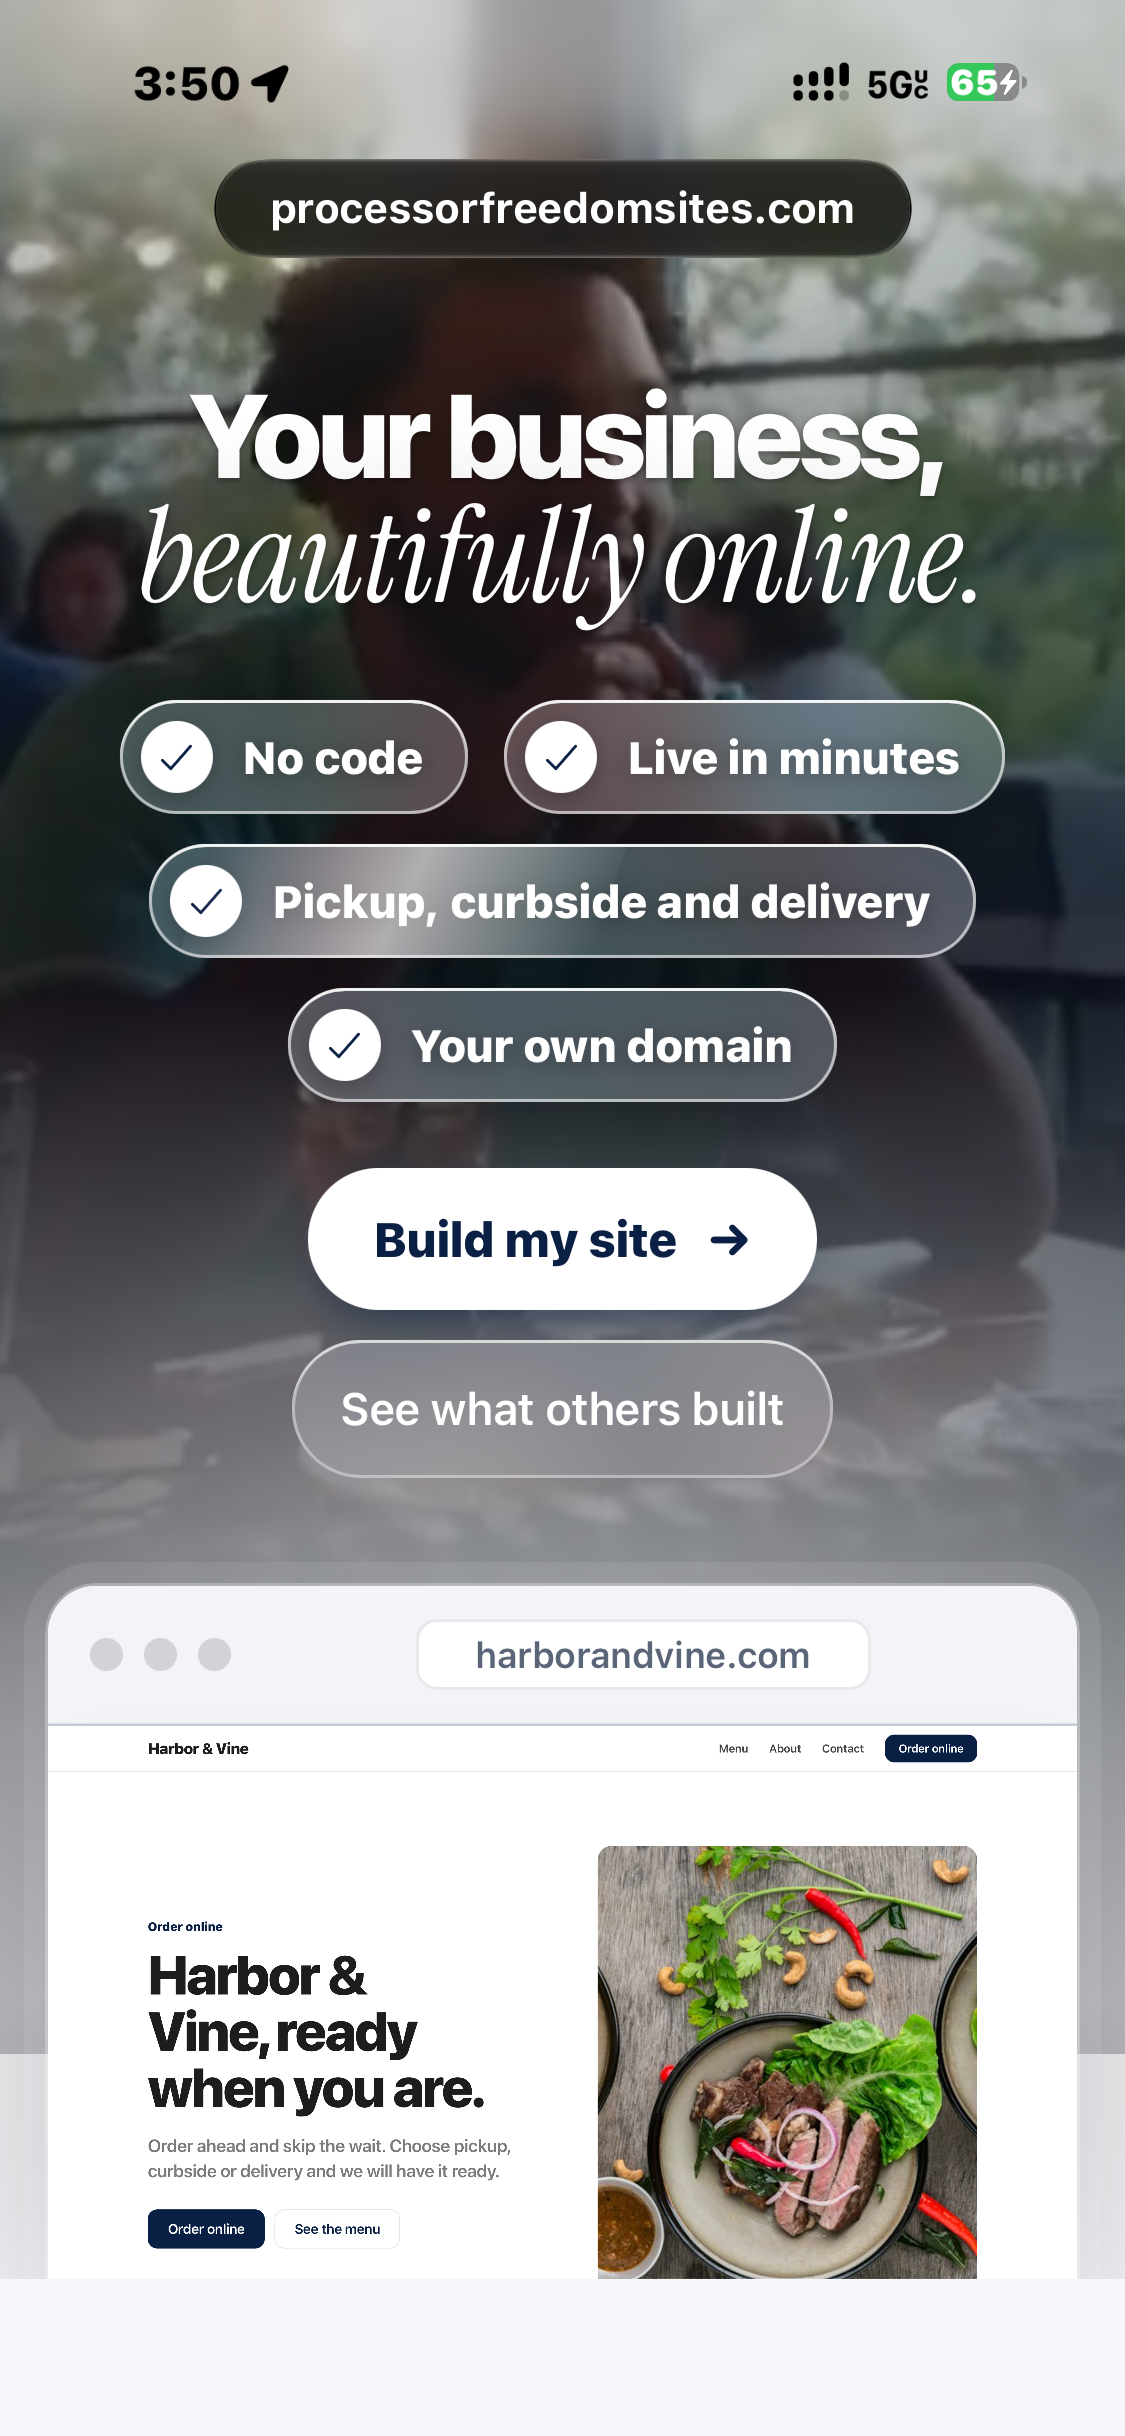 3:50
5GUC
65
processorfreedomsites.com
Your business,
beautifully online.
No code
Live in minutes
Pickup, curbside and delivery
Your own domain
Build my site →
See what others built
harborandvine.com
Harbor & Vine
Menu
About
Contact
Order online
Order online
Harbor &
Vine, ready
when you are.
Order ahead and skip the wait. Choose pickup,
curbside or delivery and we will have it ready.
Order online
See the menu